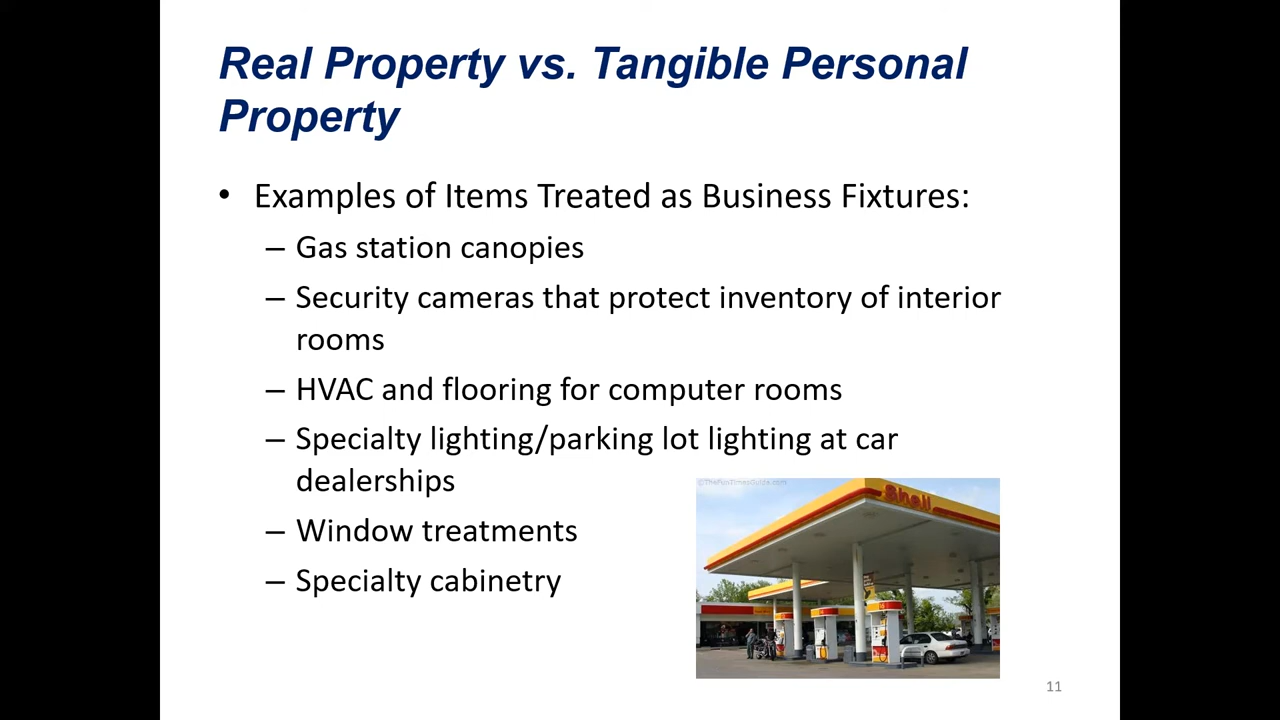 Real Property vs. Tangible Personal
Property
• Examples of Items Treated as Business Fixtures:
– Gas station canopies
– Security cameras that protect inventory of interior
rooms
– HVAC and flooring for computer rooms
– Specialty lighting/parking lot lighting at car
dealerships
– Window treatments
– Specialty cabinetry
©TheFunTimesGuide.com
Shell
11